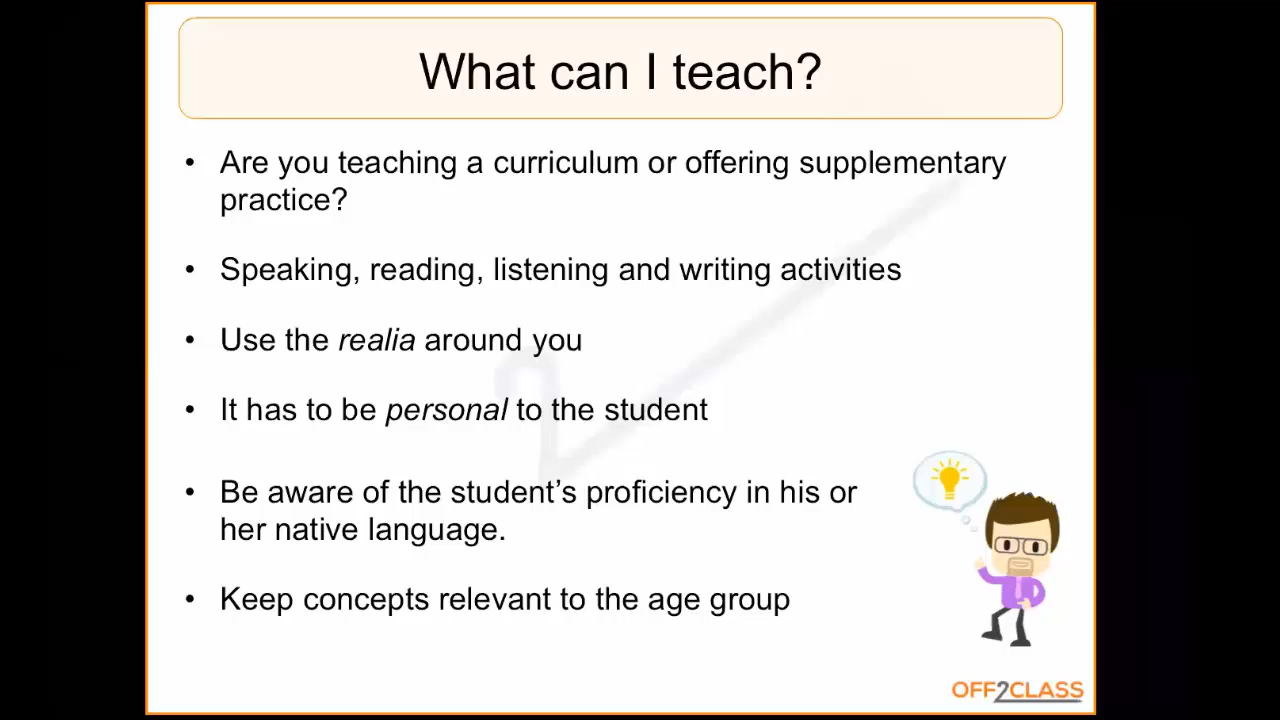 What can I teach?
• Are you teaching a curriculum or offering supplementary
practice?
• Speaking, reading, listening and writing activities
• Use the realia around you
• It has to be personal to the student
• Be aware of the student’s proficiency in his or
her native language.
• Keep concepts relevant to the age group
OFF2CLASS